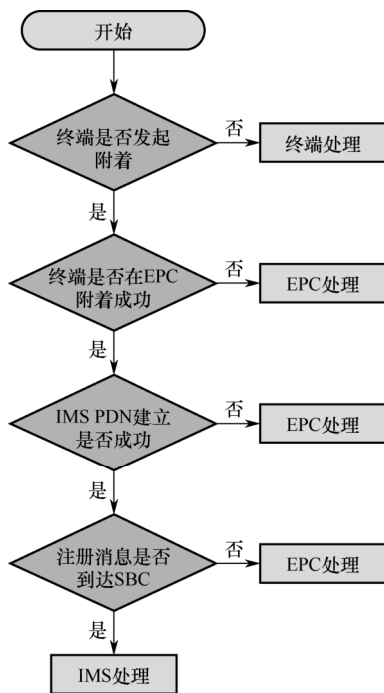 开始
终端是否发起
附着
否
终端处理
是
终端是否在EPC
附着成功
否
EPC处理
是
IMS PDN建立
是否成功
否
EPC处理
是
注册消息是否
到达SBC
否
EPC处理
是
IMS处理